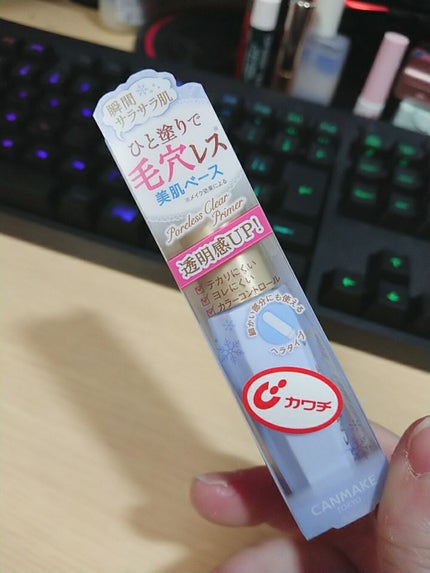 瞬間
サラサラ肌
ひと塗りで
毛穴レス※
美肌ベース
※メイク効果による
Poreless Clear
Primer
透明感UP!
テカリにくい
ヨレにくい
カラーコントロール
細かい部分にも使える
ヘラタイプ
カワチ
CANMAKE
TOKYO